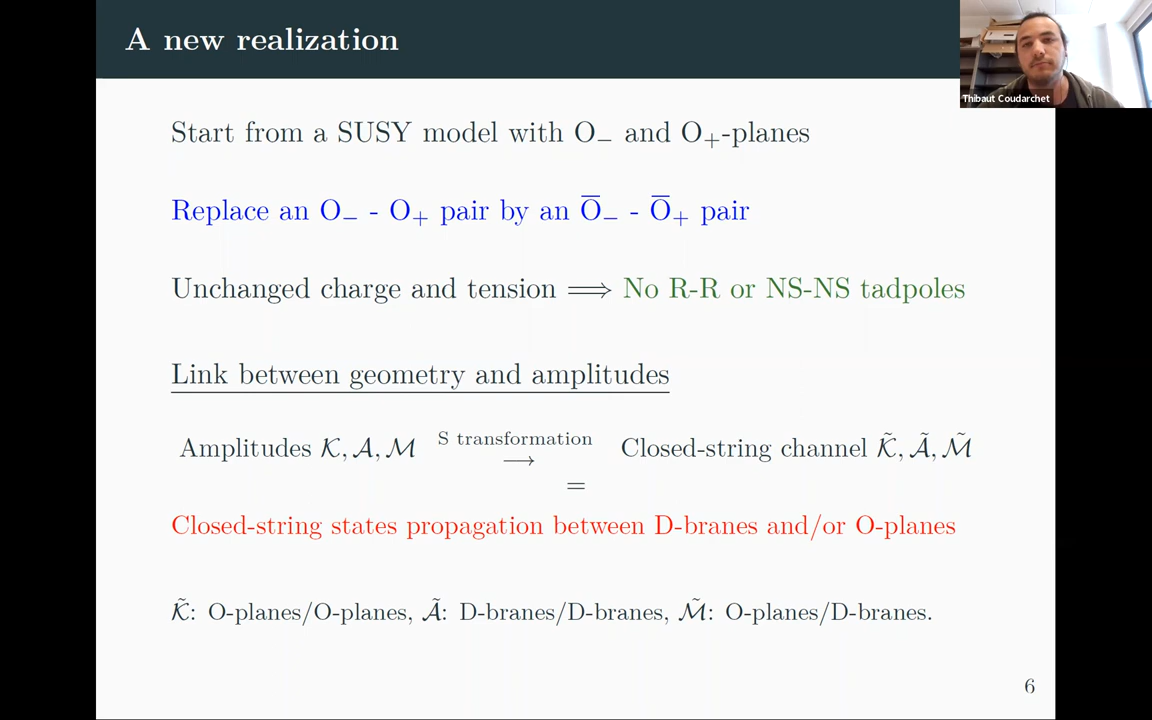 A new realization
Thibaut Coudarchet
Start from a SUSY model with O₋ and O₊-planes
Replace an O₋ - O₊ pair by an O̅₋ - O̅₊ pair
Unchanged charge and tension ⟹ No R-R or NS-NS tadpoles
Link between geometry and amplitudes
Amplitudes 𝒦, 𝒜, ℳ S transformation → Closed-string channel 𝒦̃, 𝒜̃, ℳ̃
=
Closed-string states propagation between D-branes and/or O-planes
𝒦̃: O-planes/O-planes, 𝒜̃: D-branes/D-branes, ℳ̃: O-planes/D-branes.
6